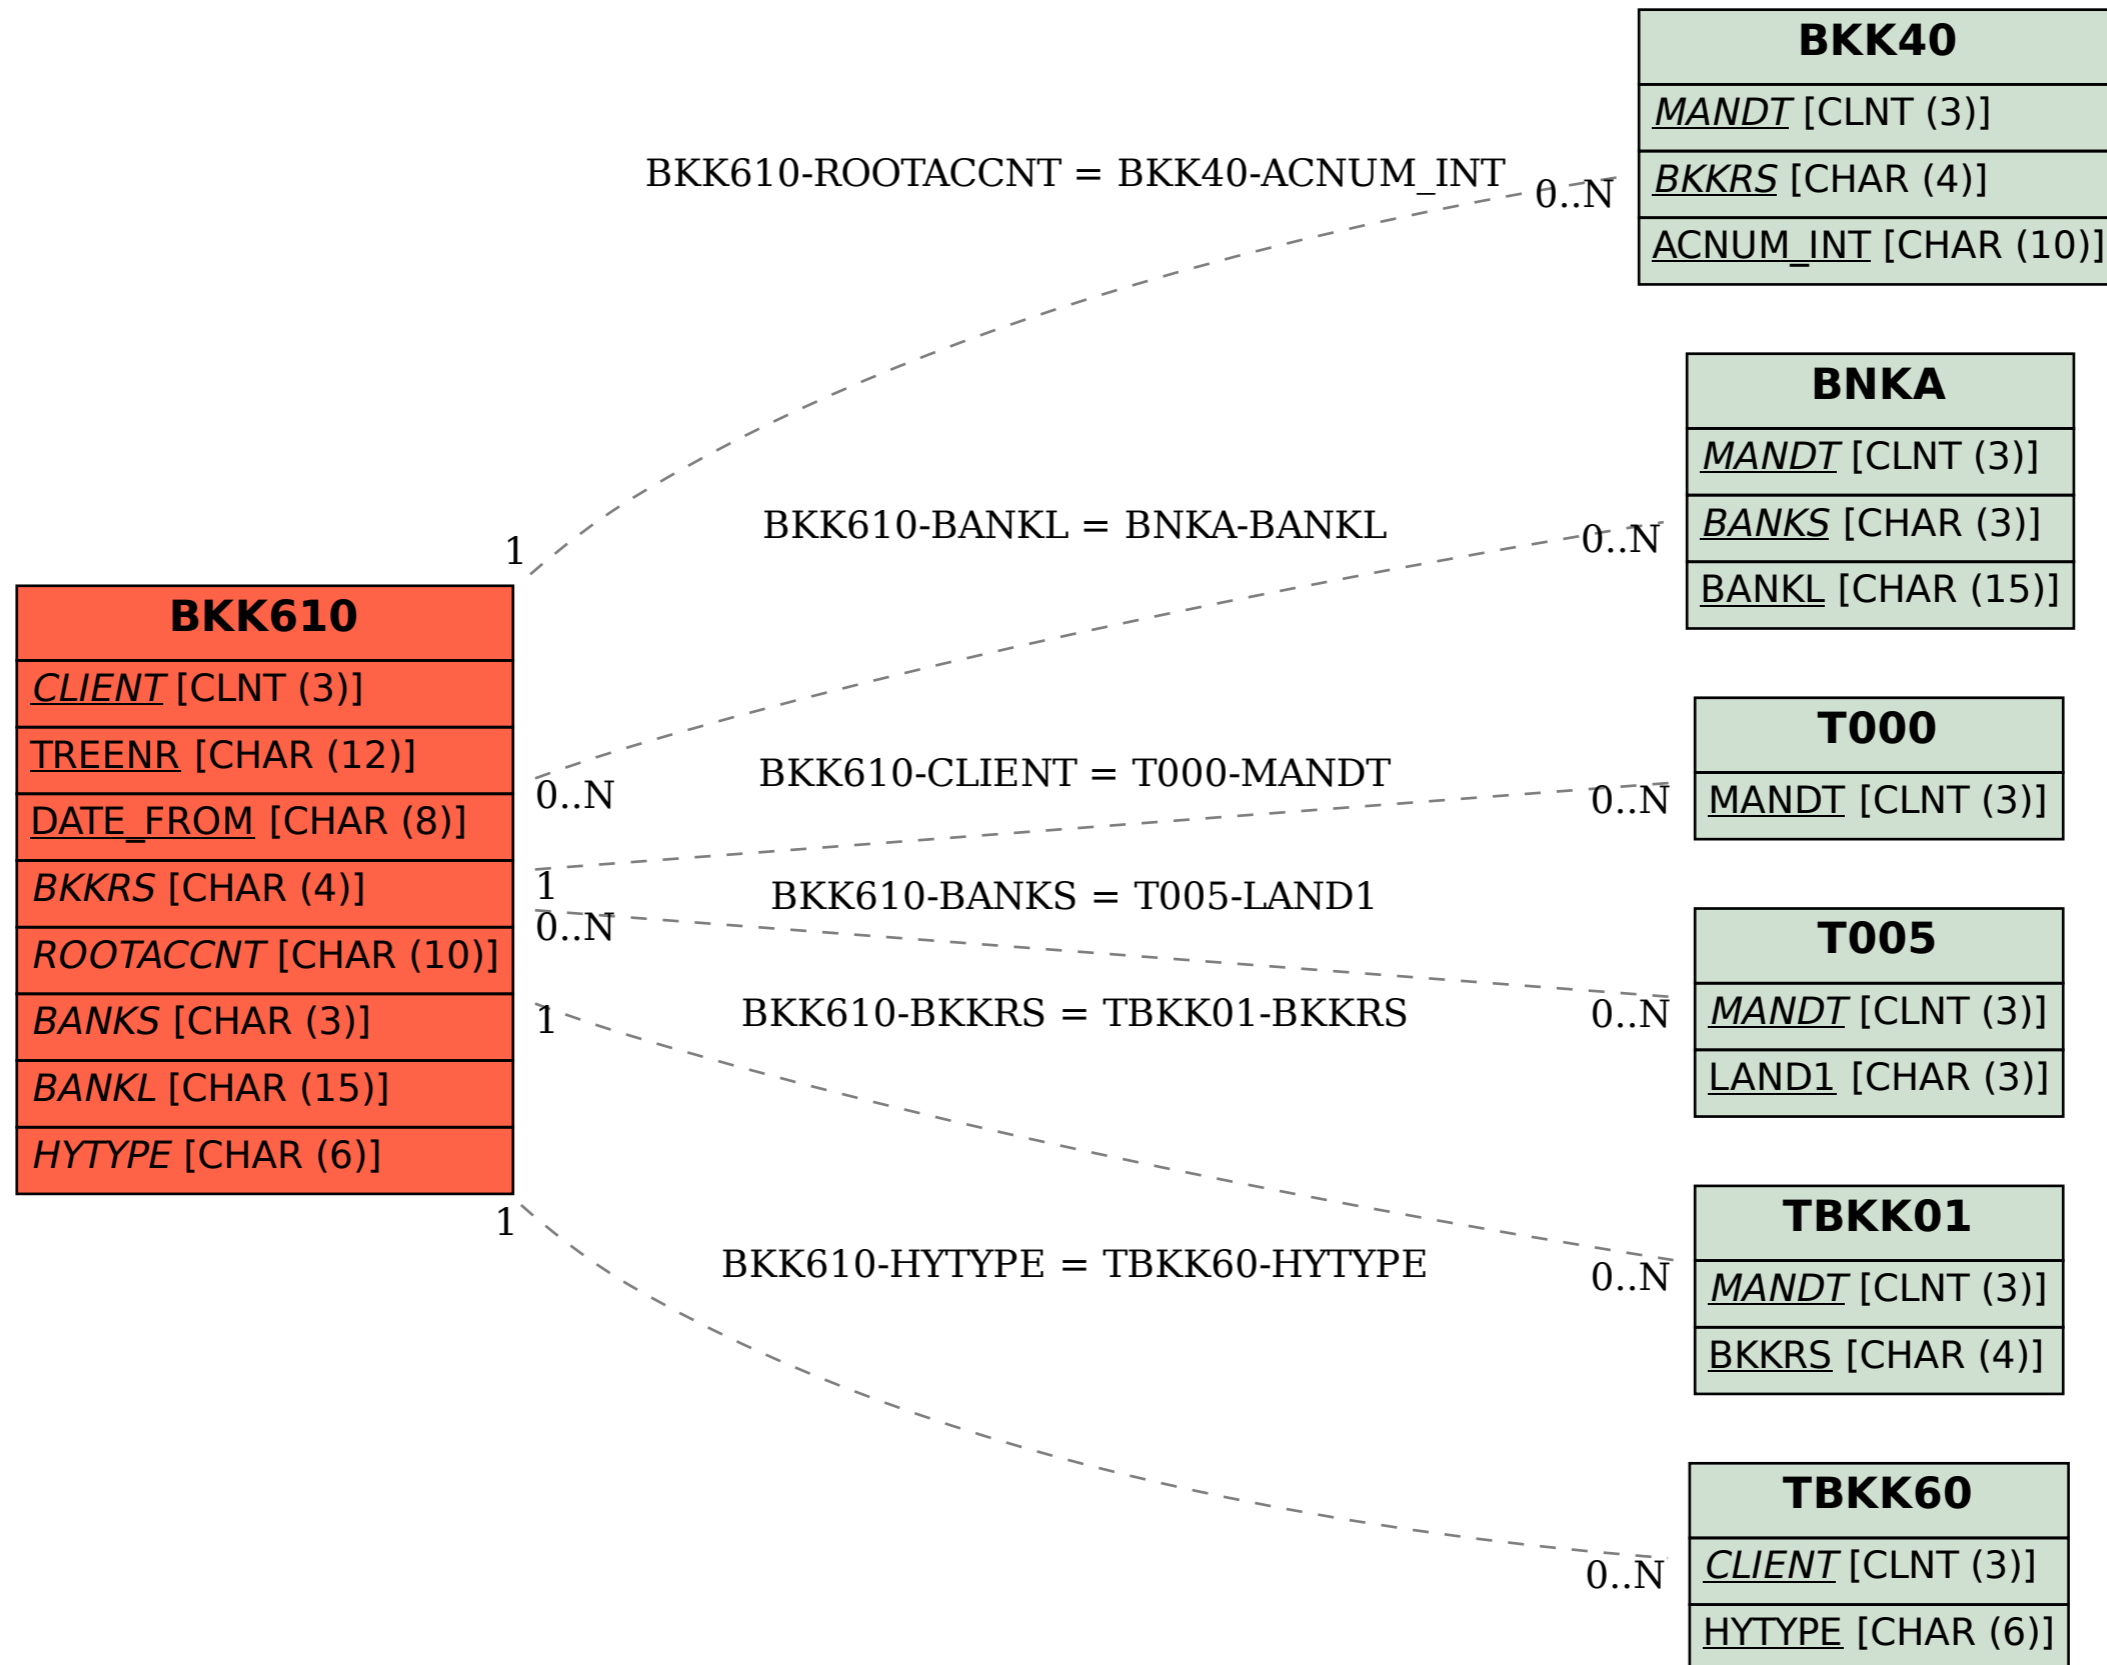 BKK40
MANDT [CLNT (3)]
BKKRS [CHAR (4)]
ACNUM_INT [CHAR (10)]
BKK610-ROOTACCNT = BKK40-ACNUM_INT
0..N
1
BNKA
MANDT [CLNT (3)]
BANKS [CHAR (3)]
BANKL [CHAR (15)]
BKK610-BANKL = BNKA-BANKL
0..N
0..N
BKK610
CLIENT [CLNT (3)]
TREENR [CHAR (12)]
DATE_FROM [CHAR (8)]
BKKRS [CHAR (4)]
ROOTACCNT [CHAR (10)]
BANKS [CHAR (3)]
BANKL [CHAR (15)]
HYTYPE [CHAR (6)]
T000
MANDT [CLNT (3)]
BKK610-CLIENT = T000-MANDT
0..N
1
BKK610-BANKS = T005-LAND1
0..N
0..N
T005
MANDT [CLNT (3)]
LAND1 [CHAR (3)]
BKK610-BKKRS = TBKK01-BKKRS
1
0..N
TBKK01
MANDT [CLNT (3)]
BKKRS [CHAR (4)]
BKK610-HYTYPE = TBKK60-HYTYPE
1
0..N
TBKK60
CLIENT [CLNT (3)]
HYTYPE [CHAR (6)]